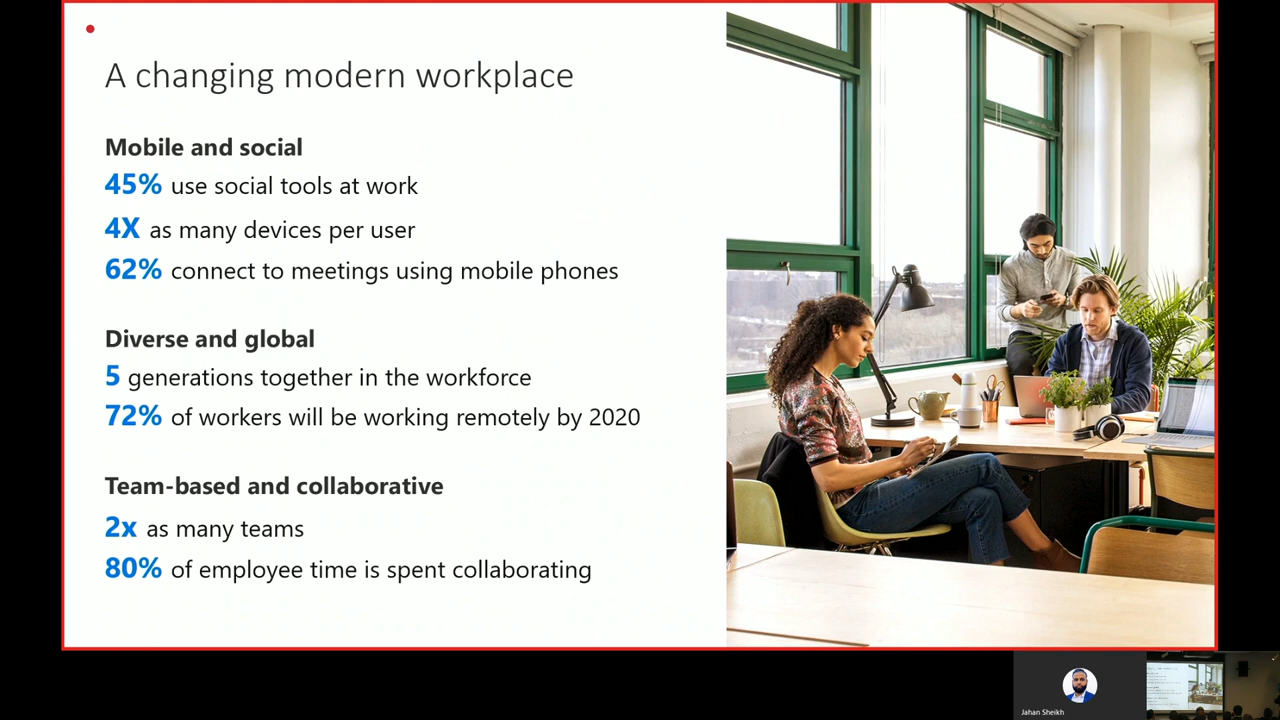 A changing modern workplace
Mobile and social
45% use social tools at work
4X as many devices per user
62% connect to meetings using mobile phones
Diverse and global
5 generations together in the workforce
72% of workers will be working remotely by 2020
Team-based and collaborative
2x as many teams
80% of employee time is spent collaborating
Jahan Sheikh